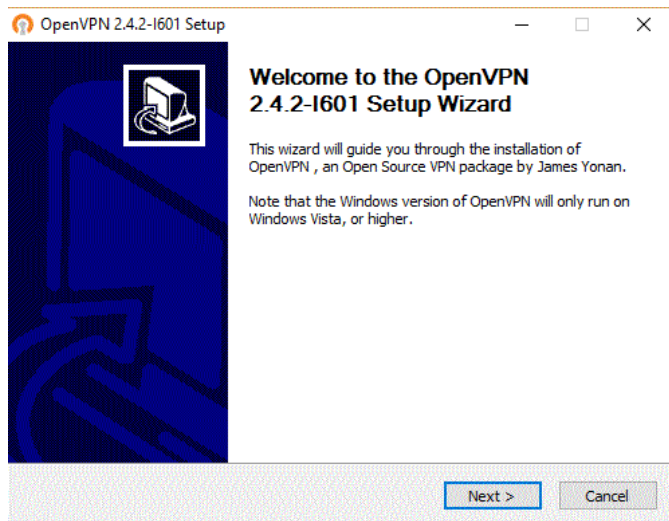 OpenVPN 2.4.2-I601 Setup
Welcome to the OpenVPN
2.4.2-I601 Setup Wizard
This wizard will guide you through the installation of
OpenVPN , an Open Source VPN package by James Yonan.
Note that the Windows version of OpenVPN will only run on
Windows Vista, or higher.
Next >
Cancel